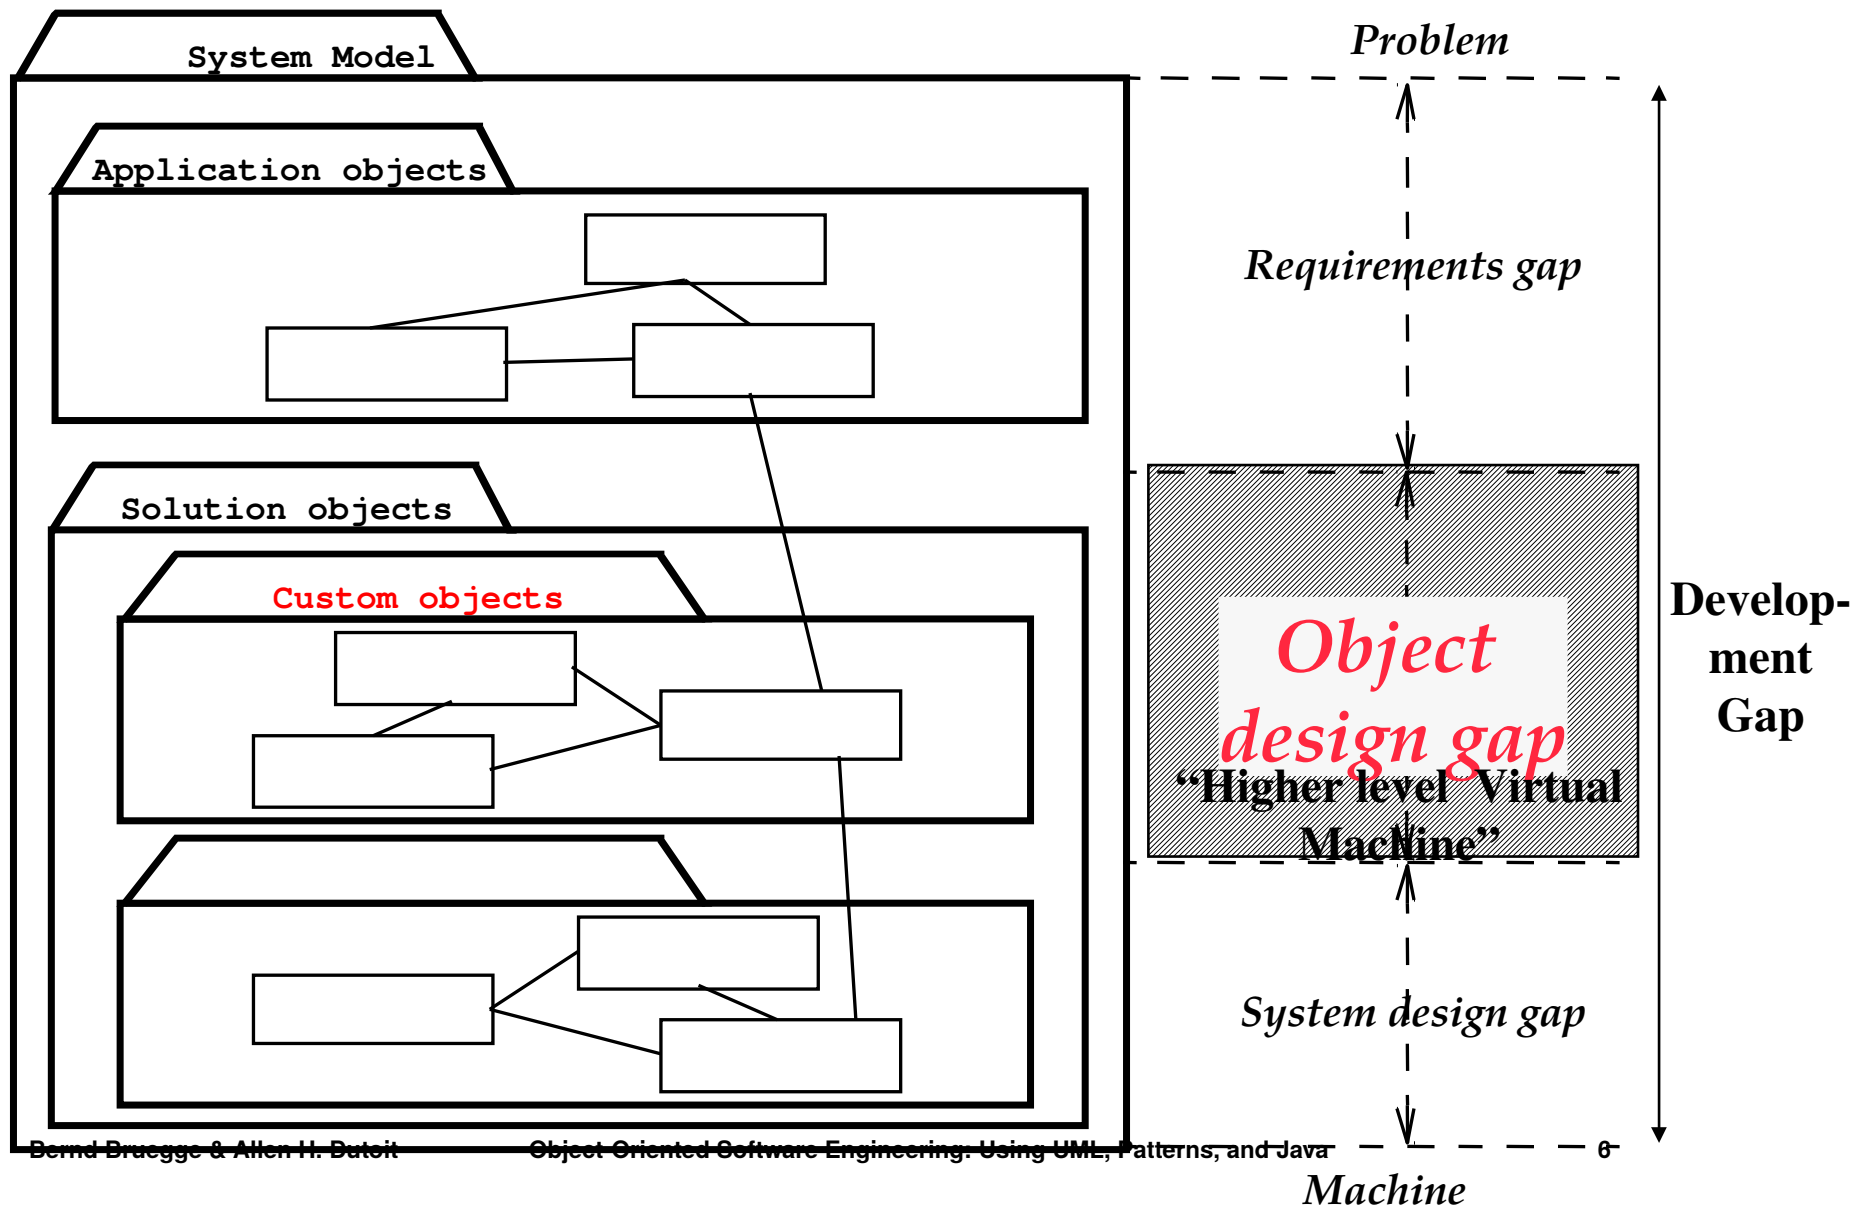 System Model
Problem
Application objects
Requirements gap
Solution objects
Custom objects
Object
design gap
“Higher level Virtual
Machine”
Develop-
ment
Gap
System design gap
Bernd Bruegge & Allen H. Dutoit Object-Oriented Software Engineering: Using UML, Patterns, and Java 6
Machine